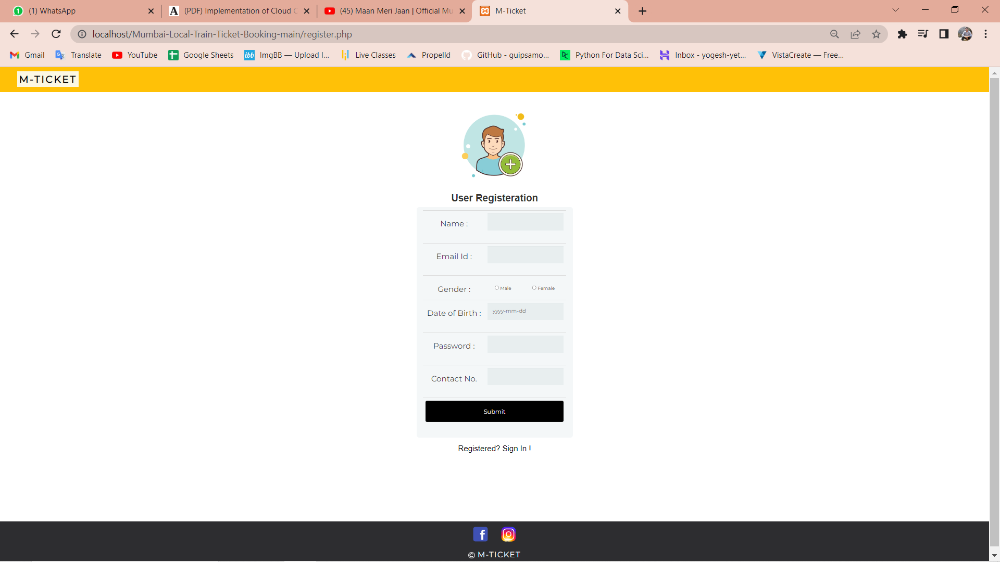 (1) WhatsApp
(PDF) Implementation of Cloud C
(45) Maan Meri Jaan | Official Mu
M-Ticket
localhost/Mumbai-Local-Train-Ticket-Booking-main/register.php
Gmail
Translate
YouTube
Google Sheets
ibb ImgBB — Upload I...
Live Classes
Propelld
GitHub - guipsamo...
Python For Data Sci...
Inbox - yogesh-yet...
VistaCreate — Free...
M-TICKET
User Registeration
Name :
Email Id :
Gender : Male Female
Date of Birth : yyyy-mm-dd
Password :
Contact No.
Submit
Registered? Sign In !
© M-TICKET